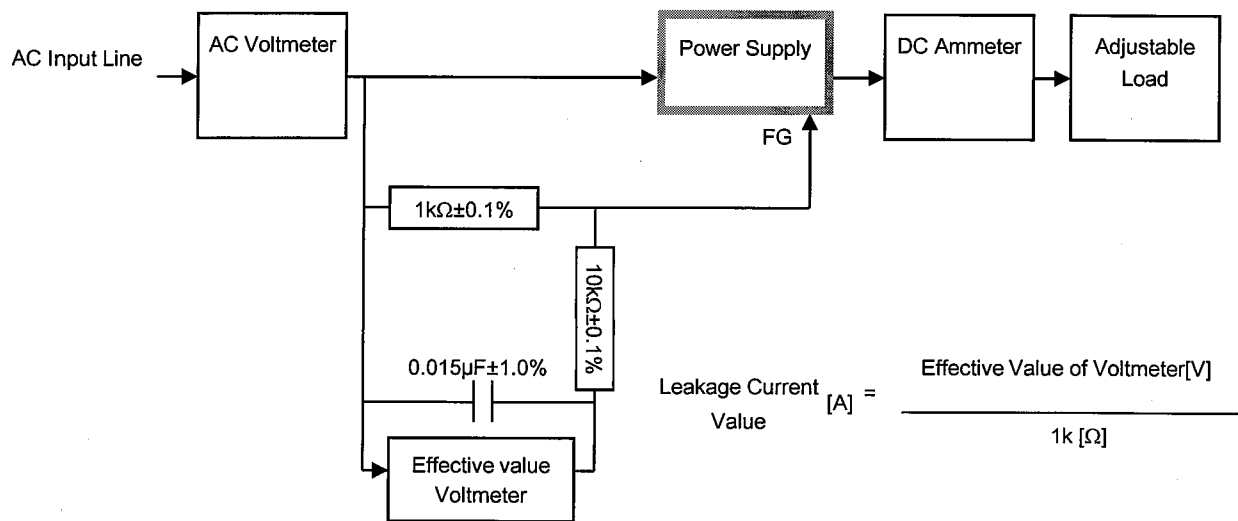 AC Input Line
AC Voltmeter
Power Supply
DC Ammeter
Adjustable
Load
FG
1kΩ±0.1%
10kΩ±0.1%
0.015µF±1.0%
Effective value
Voltmeter
Leakage Current
Value
[A] =
Effective Value of Voltmeter[V]
1k [Ω]